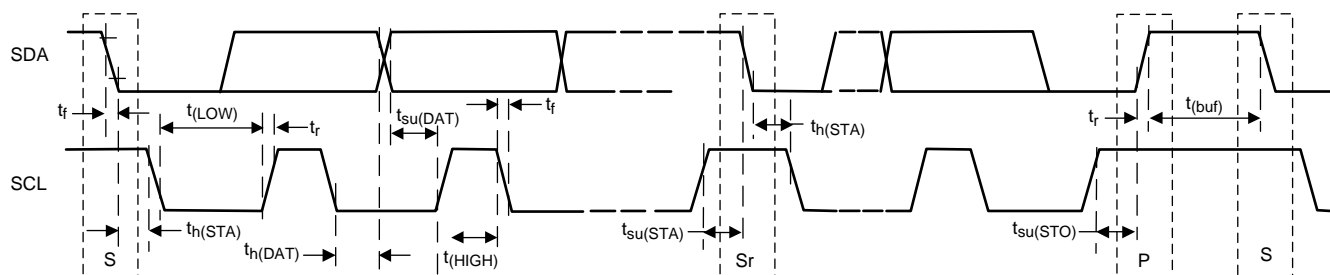 SDA
t_f
t_(LOW)
t_r
t_su(DAT)
t_f
t_h(STA)
t_r
t_(buf)
SCL
t_h(STA)
t_h(DAT)
t_(HIGH)
t_su(STA)
t_su(STO)
S
Sr
P
S